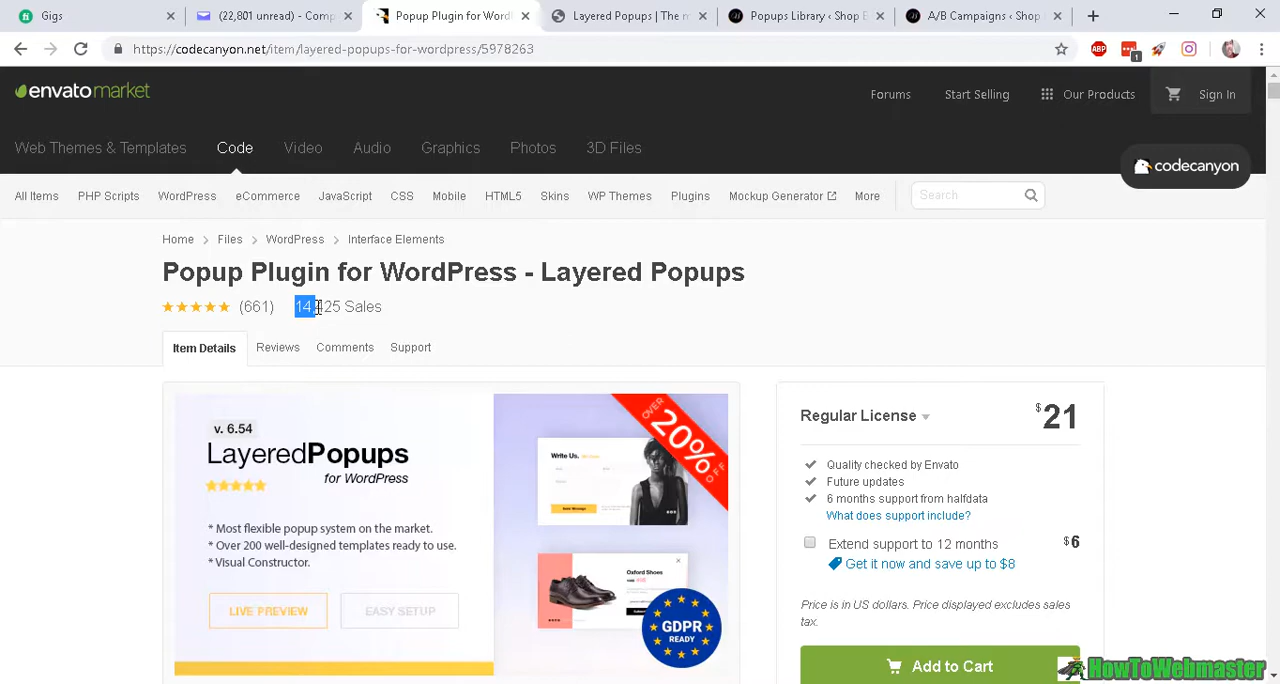 Gigs
(22,801 unread) - Comp
Popup Plugin for Word
Layered Popups | The m
Popups Library ‹ Shop E
A/B Campaigns ‹ Shop
https://codecanyon.net/item/layered-popups-for-wordpress/5978263
ABP
1
envato market
Forums
Start Selling
Our Products
Sign In
Web Themes & Templates
Code
Video
Audio
Graphics
Photos
3D Files
codecanyon
All Items
PHP Scripts
WordPress
eCommerce
JavaScript
CSS
Mobile
HTML5
Skins
WP Themes
Plugins
Mockup Generator
More
Search
Home
Files
WordPress
Interface Elements
Popup Plugin for WordPress - Layered Popups
(661)
Sales
Item Details
Reviews
Comments
Support
v. 6.54
LayeredPopups
for WordPress
* Most flexible popup system on the market.
* Over 200 well-designed templates ready to use.
* Visual Constructor.
LIVE PREVIEW
EASY SETUP
OVER
20%
OFF
Write Us.
Oxford Shoes
GDPR
READY
Regular License
$21
Quality checked by Envato
Future updates
6 months support from halfdata
What does support include?
Extend support to 12 months
$6
Get it now and save up to $8
Price is in US dollars. Price displayed excludes sales
tax.
Add to Cart
HowToWebmaster